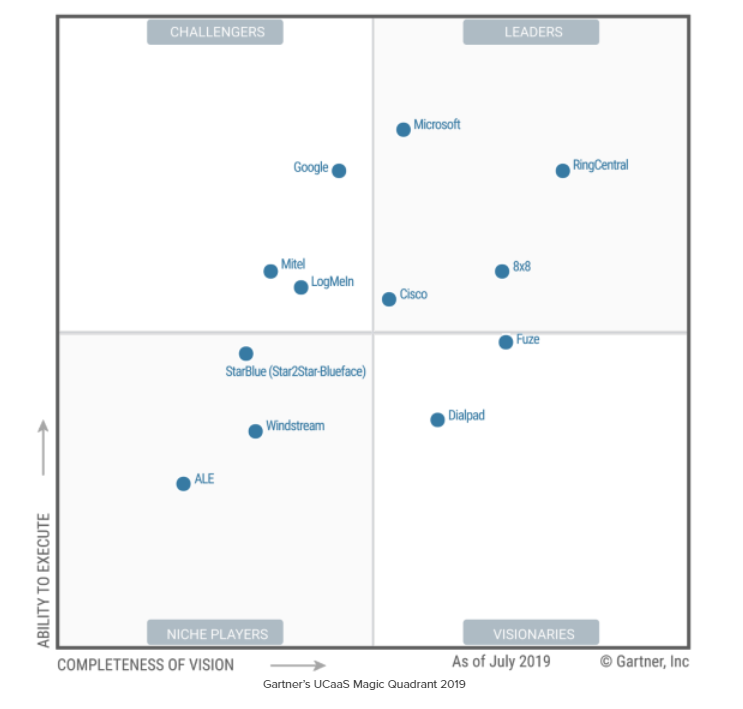 CHALLENGERS
LEADERS
Microsoft
Google
RingCentral
Mitel
LogMeIn
8x8
Cisco
Fuze
StarBlue (Star2Star-Blueface)
Dialpad
Windstream
ALE
ABILITY TO EXECUTE
NICHE PLAYERS
VISIONARIES
COMPLETENESS OF VISION
As of July 2019
© Gartner, Inc
Gartner's UCaaS Magic Quadrant 2019